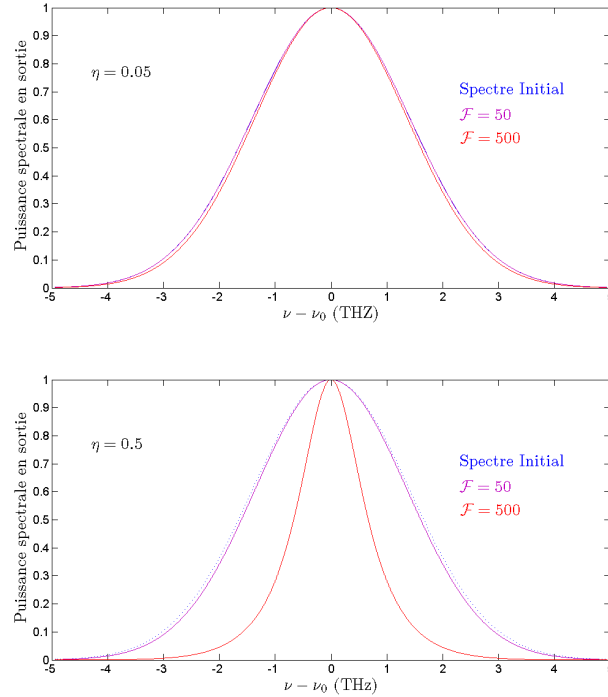 Puissance spectrale en sortie
1
0.9
0.8
0.7
0.6
0.5
0.4
0.3
0.2
0.1
0
η = 0.05
Spectre Initial
𝓕 = 50
𝓕 = 500
-5 -4 -3 -2 -1 0 1 2 3 4 5
ν − ν₀ (THZ)
Puissance spectrale en sortie
1
0.9
0.8
0.7
0.6
0.5
0.4
0.3
0.2
0.1
0
η = 0.5
Spectre Initial
𝓕 = 50
𝓕 = 500
-5 -4 -3 -2 -1 0 1 2 3 4 5
ν − ν₀ (THz)